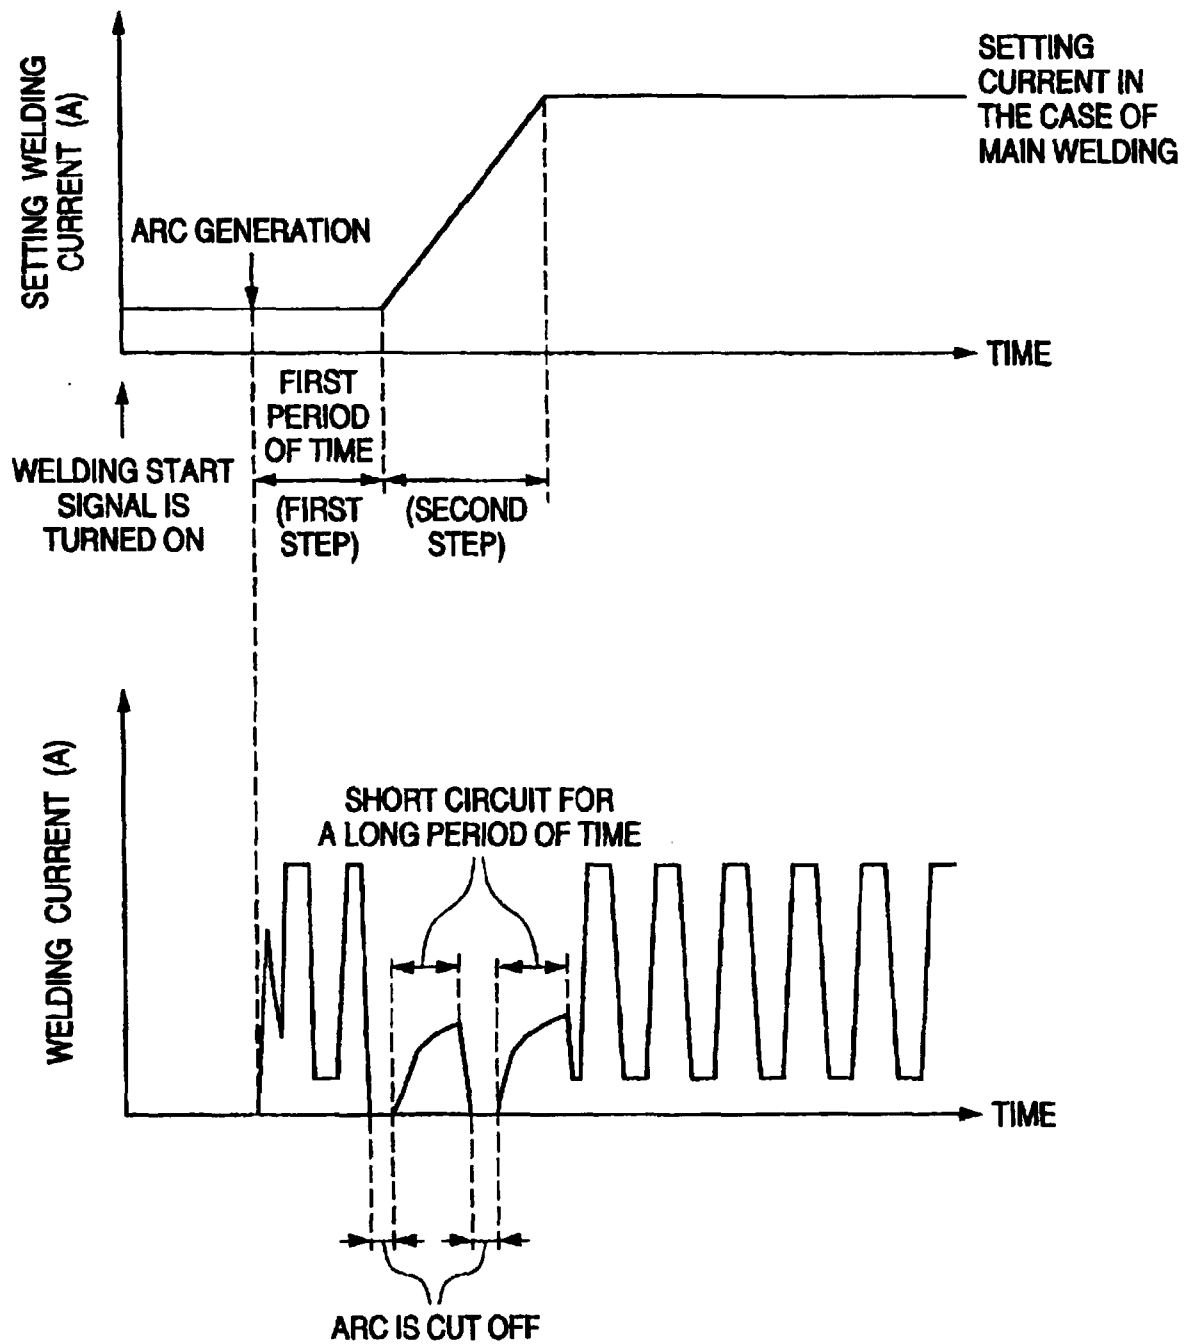 SETTING WELDING
CURRENT (A)
SETTING
CURRENT IN
THE CASE OF
MAIN WELDING
ARC GENERATION
TIME
FIRST
PERIOD
OF TIME
WELDING START
SIGNAL IS
TURNED ON
(FIRST
STEP)
(SECOND
STEP)
WELDING CURRENT (A)
SHORT CIRCUIT FOR
A LONG PERIOD OF TIME
TIME
ARC IS CUT OFF